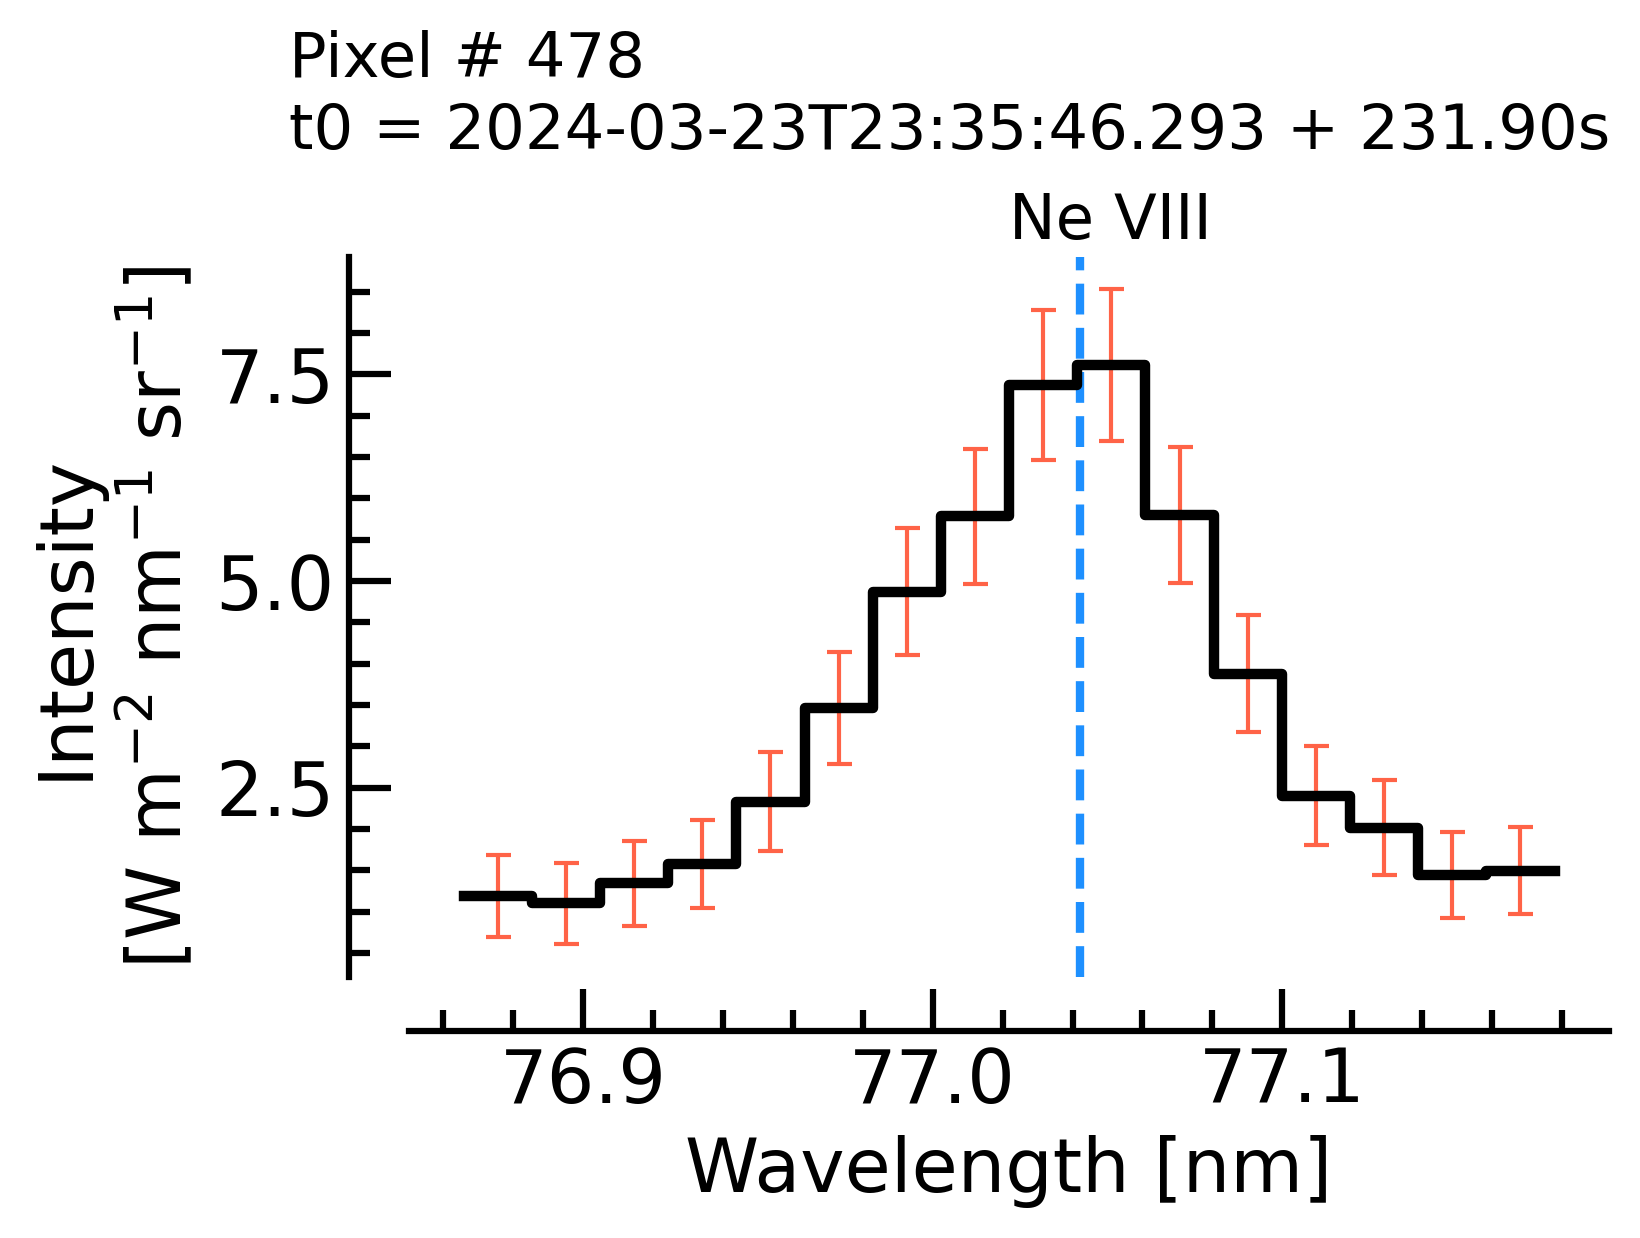 Pixel # 478
t0 = 2024-03-23T23:35:46.293 + 231.90s
Ne VIII
Intensity
[W m⁻² nm⁻¹ sr⁻¹]
7.5
5.0
2.5
76.9 77.0 77.1
Wavelength [nm]